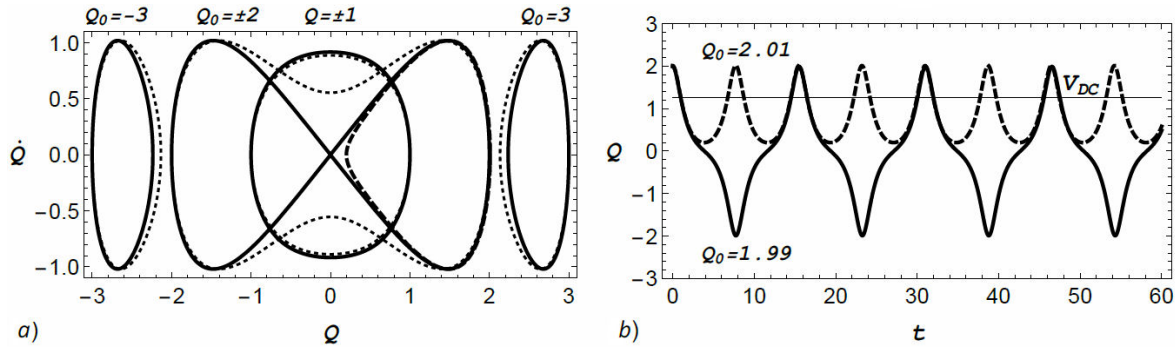 Q₀=−3 Q₀=±2 Q=±1 Q₀=3
1.0
0.5
0.0
−0.5
−1.0
Q̇
−3 −2 −1 0 1 2 3
a) Q
3
2
1
0
−1
−2
−3
Q
Q₀=2.01
V_DC
Q₀=1.99
0 10 20 30 40 50 60
b) t